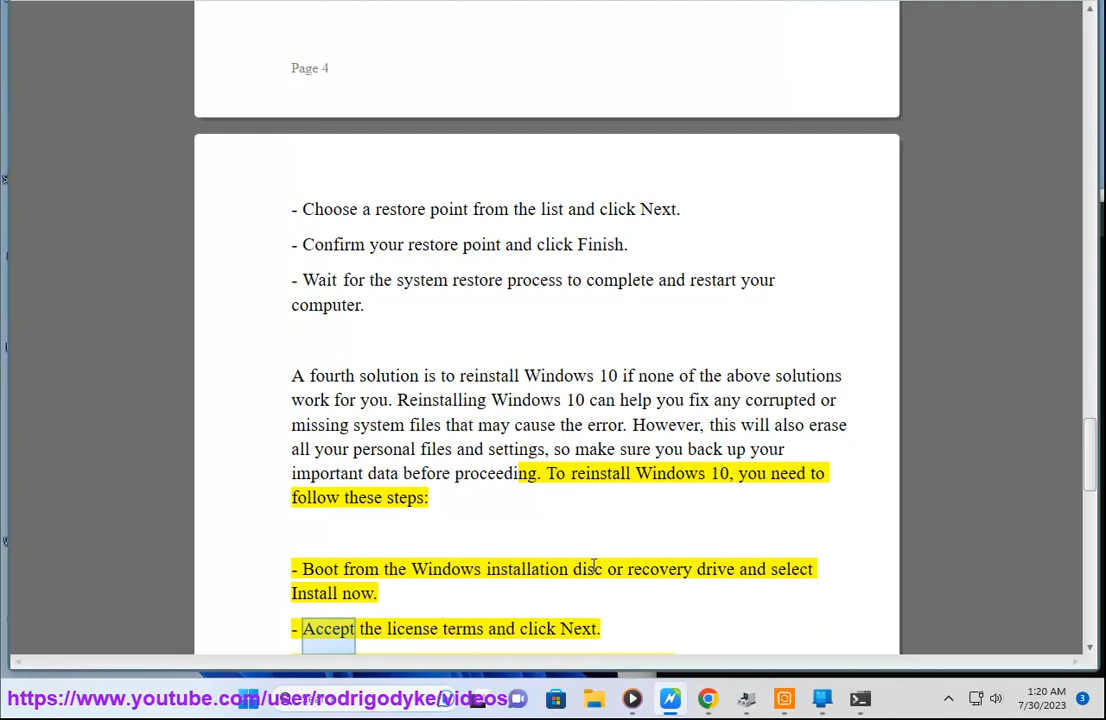 Page 4
- Choose a restore point from the list and click Next.
- Confirm your restore point and click Finish.
- Wait for the system restore process to complete and restart your
computer.
A fourth solution is to reinstall Windows 10 if none of the above solutions
work for you. Reinstalling Windows 10 can help you fix any corrupted or
missing system files that may cause the error. However, this will also erase
all your personal files and settings, so make sure you back up your
important data before proceeding. To reinstall Windows 10, you need to
follow these steps:
- Boot from the Windows installation disc or recovery drive and select
Install now.
- Accept the license terms and click Next.
https://www.youtube.com/user/rodrigodyke/videos
1:20 AM
7/30/2023
3